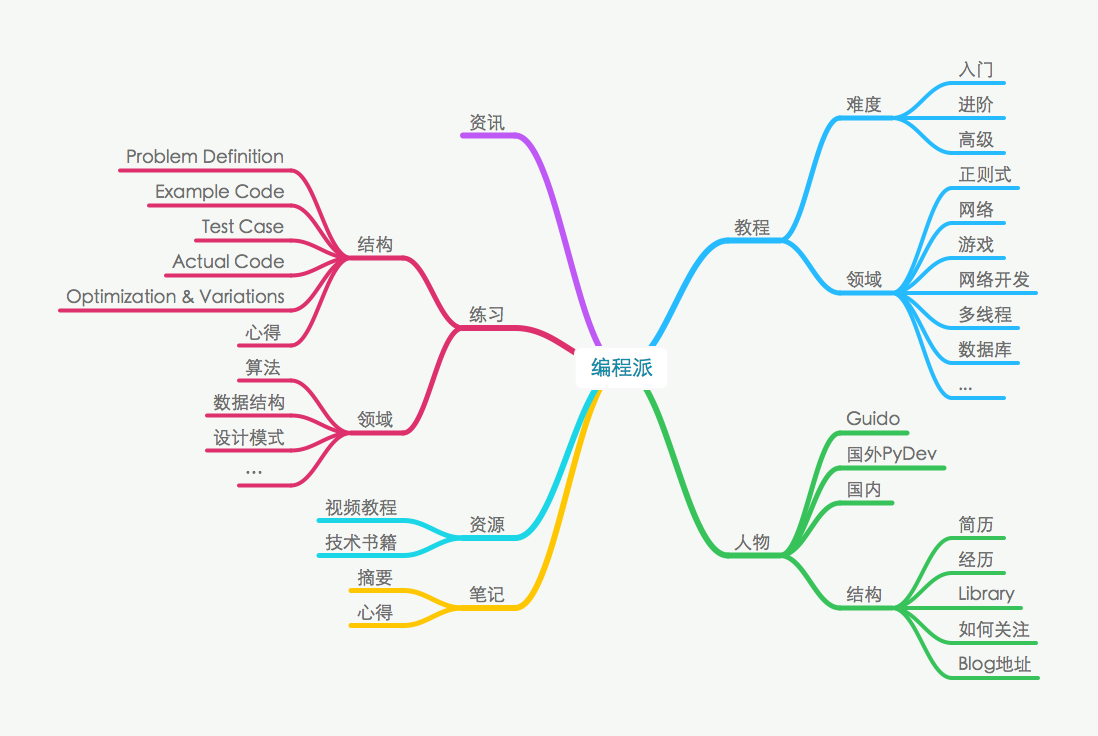 编程派
教程
难度
入门
进阶
高级
领域
正则式
网络
游戏
网络开发
多线程
数据库
...
人物
Guido
国外PyDev
国内
结构
简历
经历
Library
如何关注
Blog地址
资讯
练习
结构
Problem Definition
Example Code
Test Case
Actual Code
Optimization & Variations
心得
领域
算法
数据结构
设计模式
...
资源
视频教程
技术书籍
笔记
摘要
心得